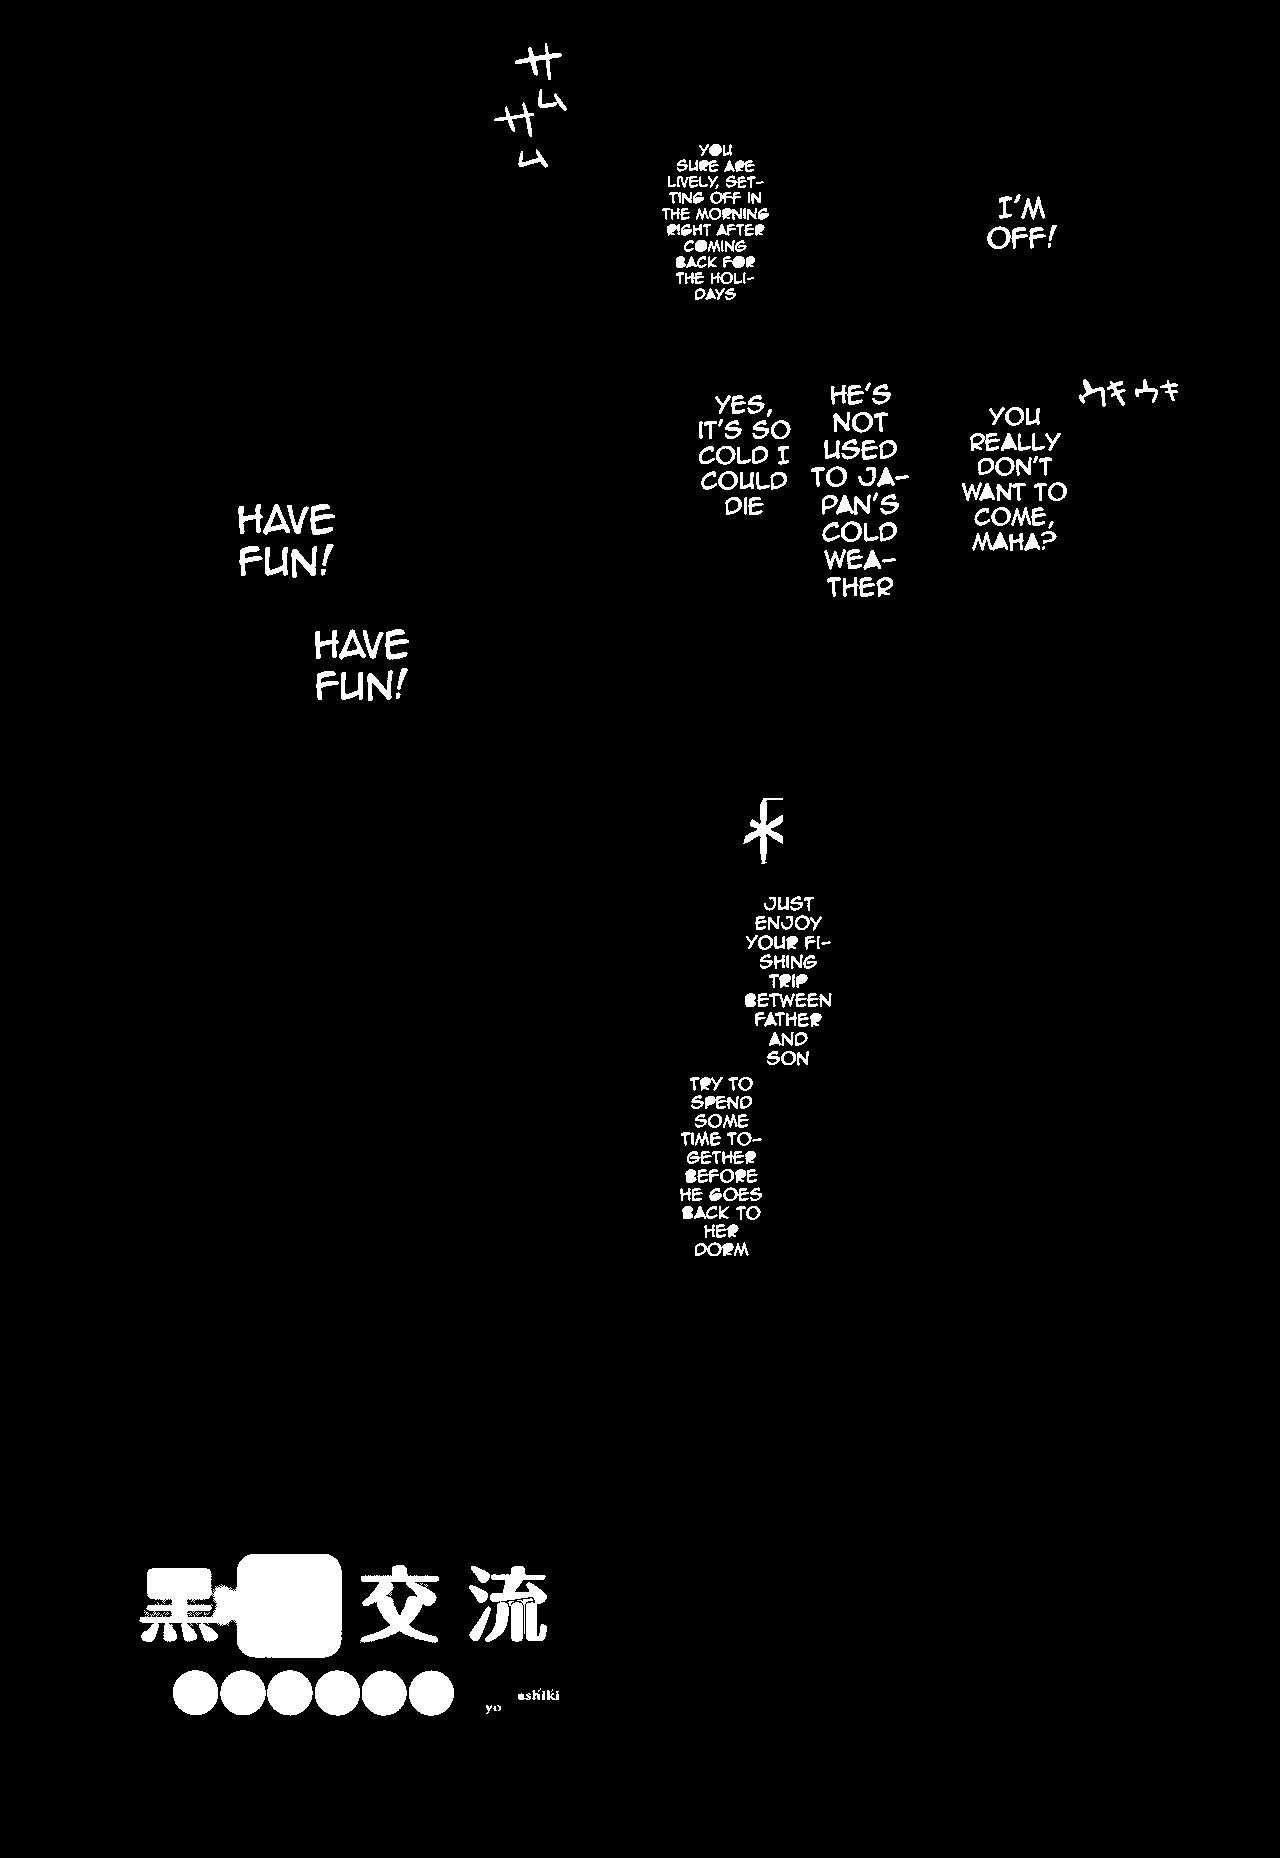 I'M
OFF!
YOU
SURE ARE
LIVELY, SET-
TING OFF IN
THE MORNING
RIGHT AFTER
COMING
BACK FOR
THE HOLI-
DAYS
サム
サム
ウキウキ
YOU
REALLY
DON'T
WANT TO
COME,
MAHA?
HE'S
NOT
USED
TO JA-
PAN'S
COLD
WEA-
THER
YES,
IT'S SO
COLD I
COULD
DIE
HAVE
FUN!
HAVE
FUN!
JUST
ENJOY
YOUR FI-
SHING
TRIP
BETWEEN
FATHER
AND
SON
TRY TO
SPEND
SOME
TIME TO-
GETHER
BEFORE
HE GOES
BACK TO
HER
DORM
黒 交流